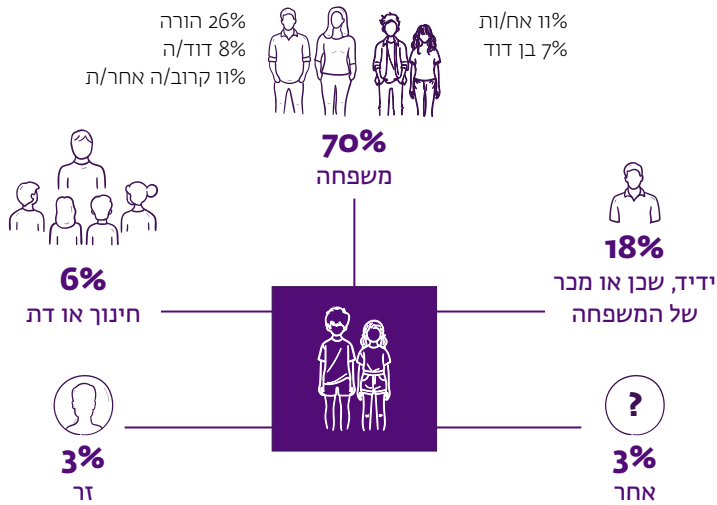 11% אח/ות
7% בן דוד
26% הורה
8% דוד/ה
11% קרוב/ה אחר/ת
70%
משפחה
18%
ידיד, שכן או מכר
של המשפחה
6%
חינוך או דת
?
3%
אחר
3%
זר